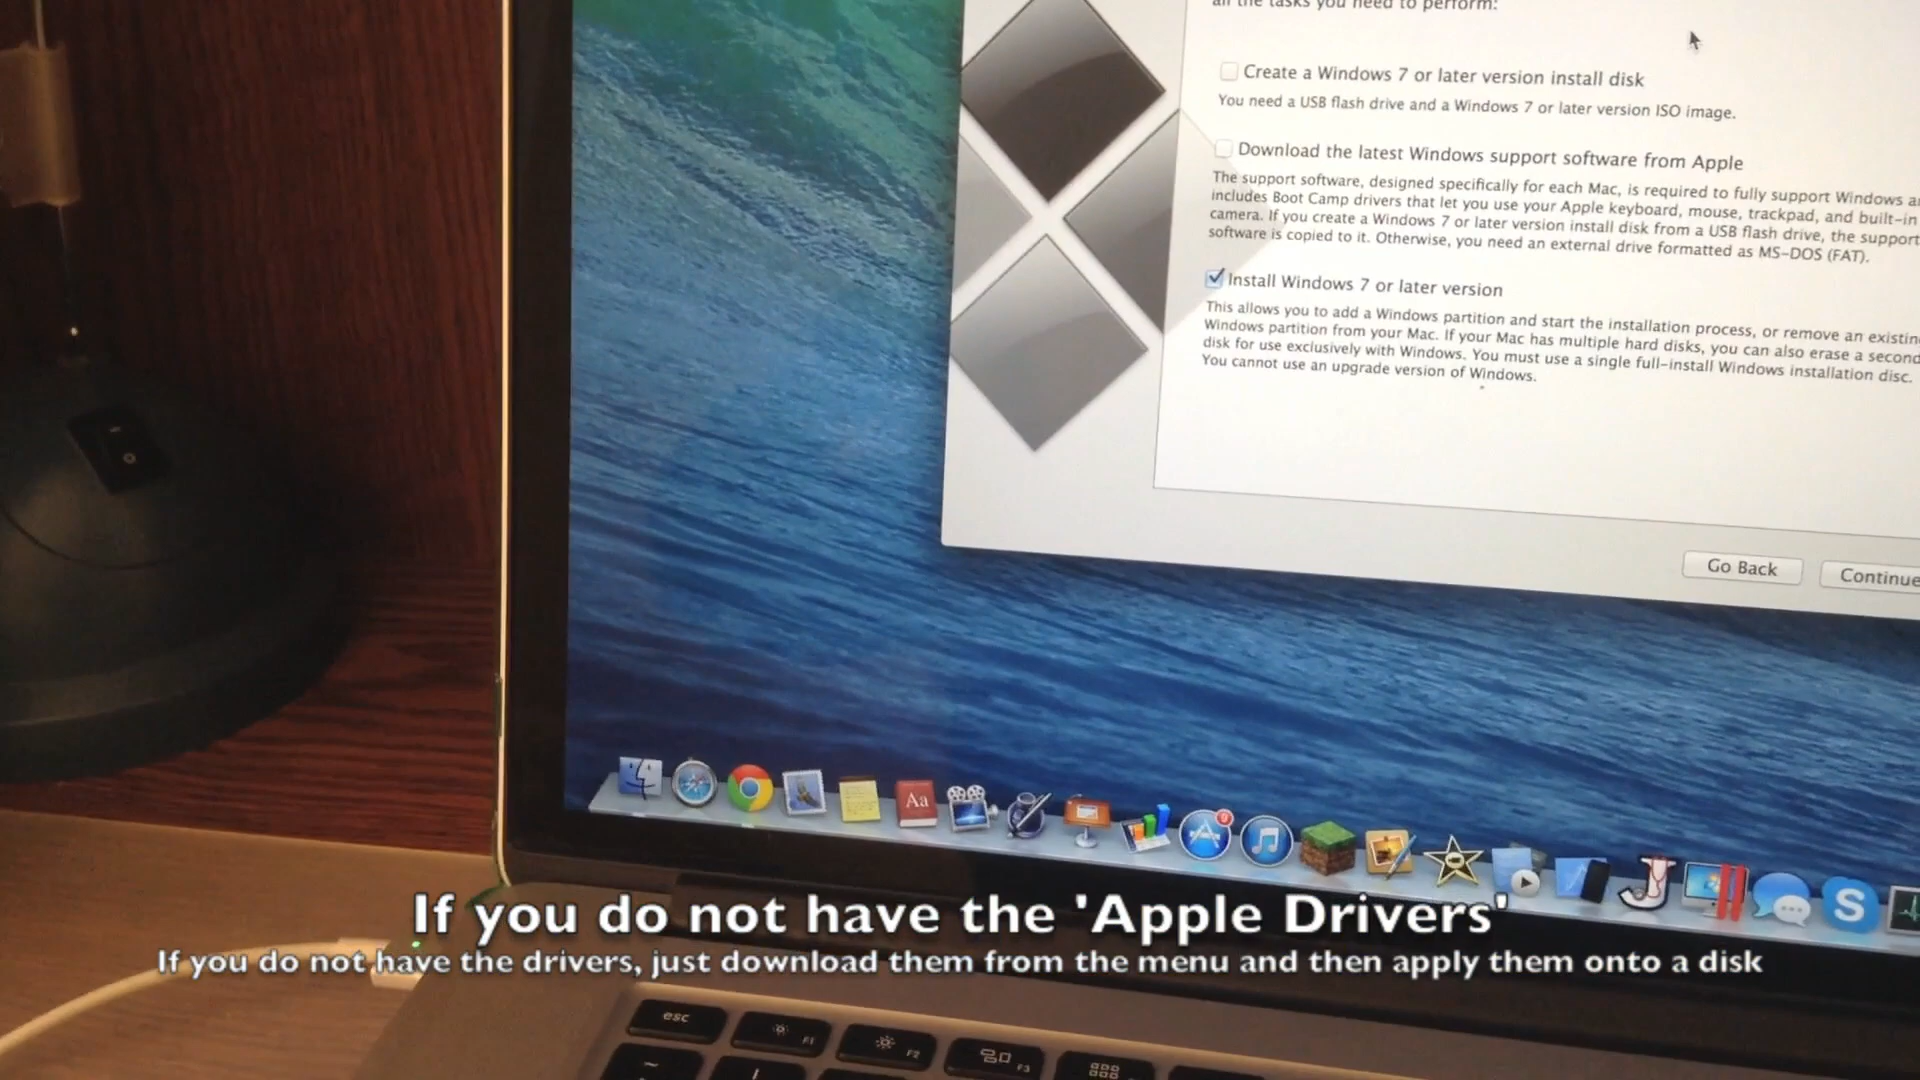 all the tasks you need to perform:
Create a Windows 7 or later version install disk
You need a USB flash drive and a Windows 7 or later version ISO image.
Download the latest Windows support software from Apple
The support software, designed specifically for each Mac, is required to fully support Windows
includes Boot Camp drivers that let you use your Apple keyboard, mouse, trackpad, and built-in
camera. If you create a Windows 7 or later version install disk from a USB flash drive, the support
software is copied to it. Otherwise, you need an external drive formatted as MS-DOS (FAT).
Install Windows 7 or later version
This allows you to add a Windows partition and start the installation process, or remove an existin
Windows partition from your Mac. If your Mac has multiple hard disks, you can also erase a second
disk for use exclusively with Windows. You must use a single full-install Windows installation disc.
You cannot use an upgrade version of Windows.
Go Back
Continue
Aa
9
S
If you do not have the 'Apple Drivers'
If you do not have the drivers, just download them from the menu and then apply them onto a disk
esc
F1
F2
F3